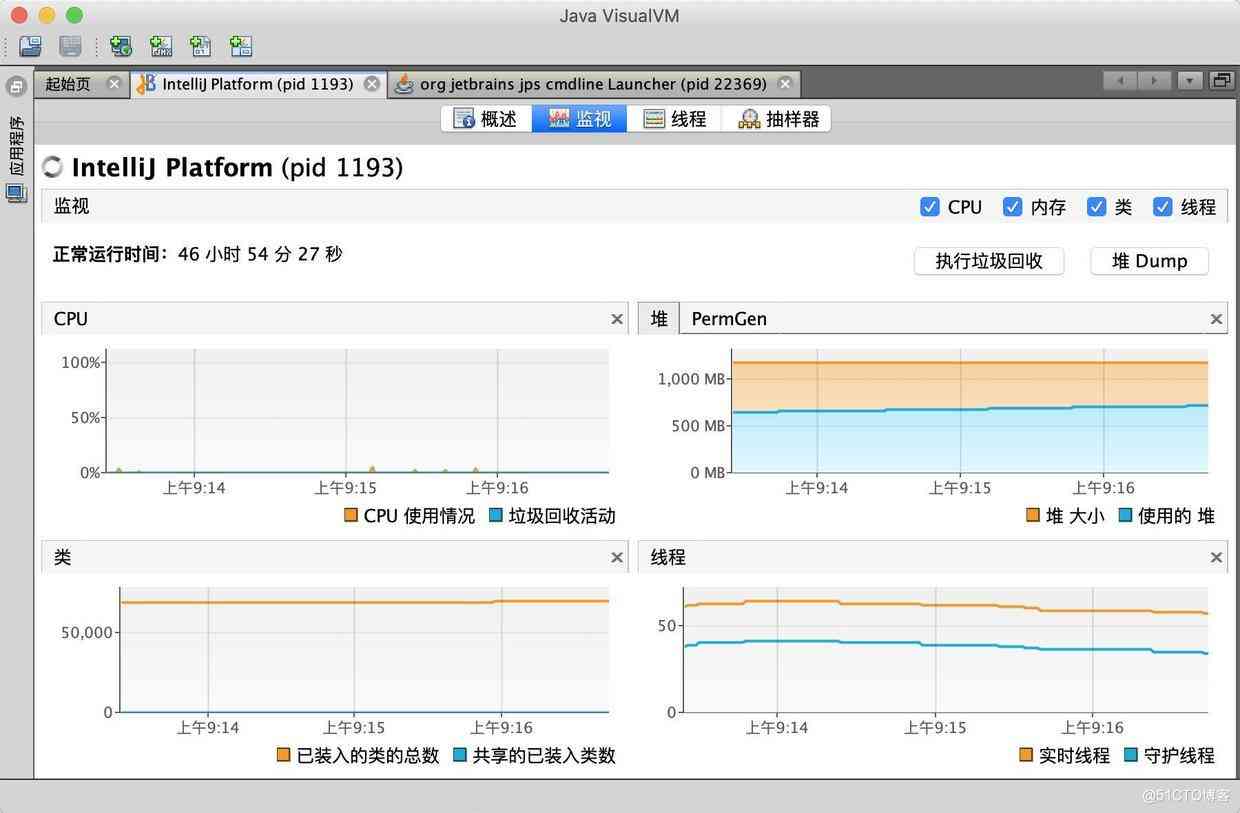 Java VisualVM
起始页 IntelliJ Platform (pid 1193) org jetbrains jps cmdline Launcher (pid 22369)
应用程序
概述 监视 线程 抽样器
IntelliJ Platform (pid 1193)
监视 CPU 内存 类 线程
正常运行时间: 46 小时 54 分 27 秒
执行垃圾回收 堆 Dump
CPU
100%
50%
0%
上午9:14 上午9:15 上午9:16
CPU 使用情况 垃圾回收活动
堆 PermGen
1,000 MB
500 MB
0 MB
上午9:14 上午9:15 上午9:16
堆 大小 使用的 堆
类
50,000
0
上午9:14 上午9:15 上午9:16
已装入的类的总数 共享的已装入类数
线程
50
0
上午9:14 上午9:15 上午9:16
实时线程 守护线程
@51CTO博客